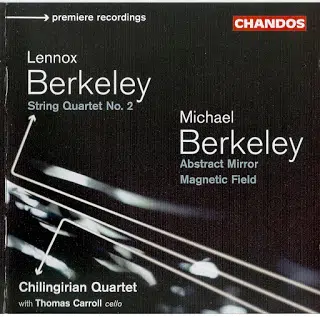 premiere recordings
CHANDOS
Lennox
Berkeley
String Quartet No. 2
Michael
Berkeley
Abstract Mirror
Magnetic Field
Chilingirian Quartet
with Thomas Carroll cello